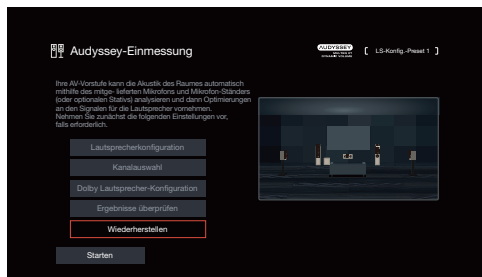 Audyssey-Einmessung
AUDYSSEY
LS-Konfig.-Preset 1
Ihre AV-Vorstufe kann die Akustik des Raumes automatisch
mithilfe des mitge- lieferten Mikrofons und Mikrofon-Ständers
(oder optionalen Stativs) analysieren und dann Optimierungen
an den Signalen für die Lautsprecher vornehmen.
Nehmen Sie zunächst die folgenden Einstellungen vor,
falls erforderlich.
Lautsprecherkonfiguration
Kanalauswahl
Dolby Lautsprecher-Konfiguration
Ergebnisse überprüfen
Wiederherstellen
Starten